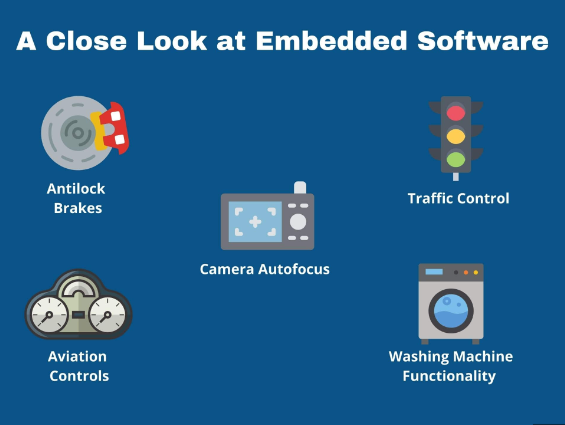 A Close Look at Embedded Software
Antilock
Brakes
Traffic Control
Camera Autofocus
Aviation
Controls
Washing Machine
Functionality